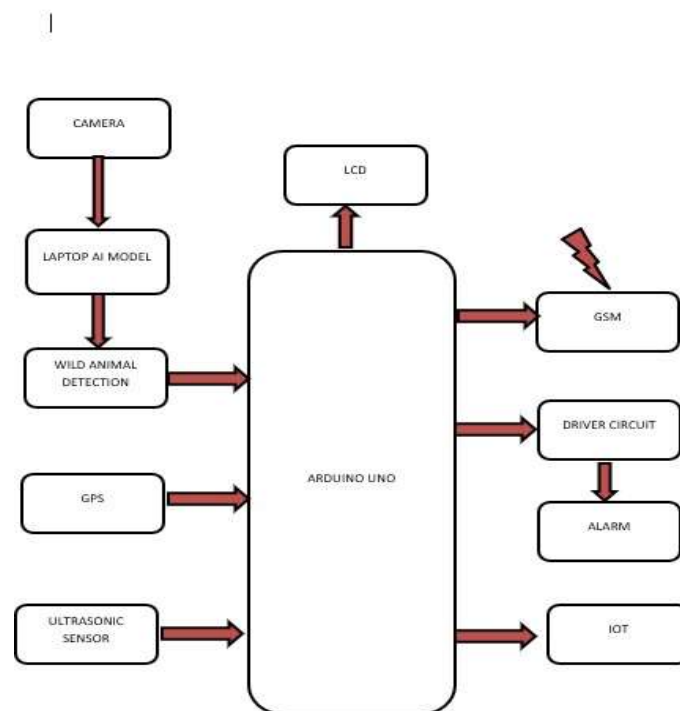 CAMERA
LCD
LAPTOP AI MODEL
GSM
WILD ANIMAL
DETECTION
DRIVER CIRCUIT
GPS
ARDUINO UNO
ALARM
ULTRASONIC
SENSOR
IOT